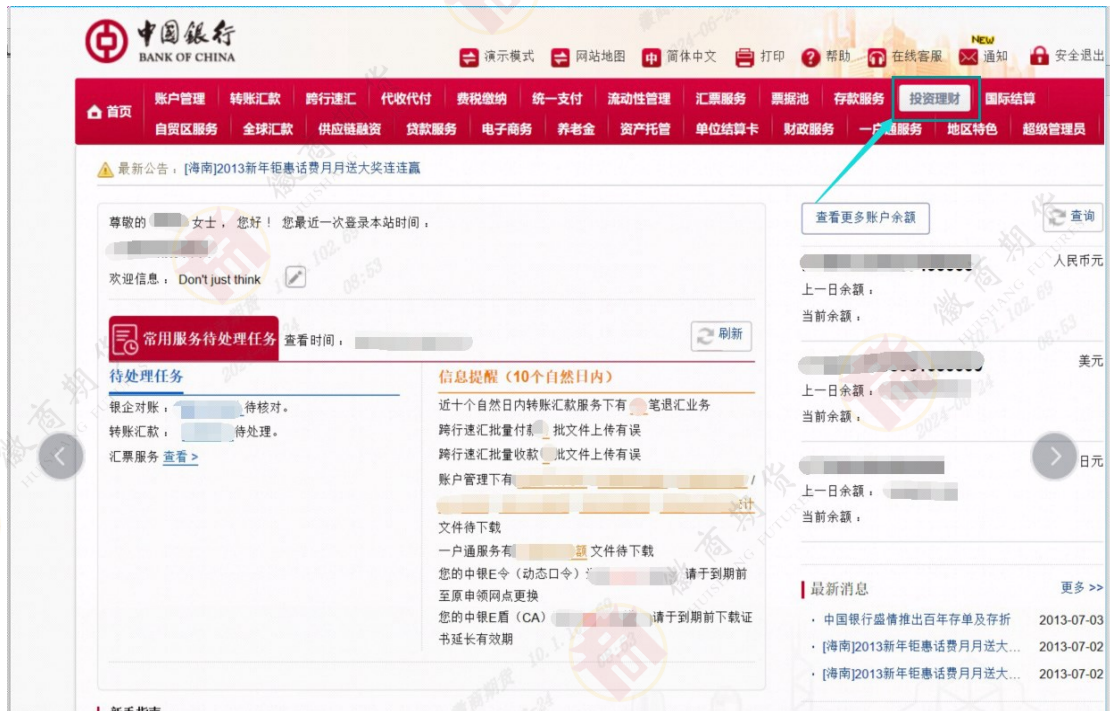 中国银行
BANK OF CHINA
演示模式 网站地图 简体中文 打印 帮助 在线客服 NEW 通知 安全退出
首页
账户管理 转账汇款 跨行速汇 代收代付 费税缴纳 统一支付 流动性管理 汇票服务 票据池 存款服务 投资理财 国际结算
自贸区服务 全球汇款 供应链融资 贷款服务 电子商务 养老金 资产托管 单位结算卡 财政服务 一户通服务 地区特色 超级管理员
最新公告: [海南]2013新年钜惠话费月月送大奖连连赢
尊敬的 女士, 您好! 您最近一次登录本站时间:
欢迎信息: Don't just think
常用服务待处理任务 查看时间: 刷新
待处理任务
银企对账: 待核对。
转账汇款: 待处理。
汇票服务 查看 >
信息提醒(10个自然日内)
近十个自然日内转账汇款服务下有 笔退汇业务
跨行速汇批量付款 批文件上传有误
跨行速汇批量收款 批文件上传有误
账户管理下有 /
计
文件待下载
一户通服务有 额 文件待下载
您的中银E令(动态口令) 请于到期前
至原申领网点更换
您的中银E盾(CA) 请于到期前下载证
书延长有效期
查看更多账户余额 查询
人民币元
上一日余额:
当前余额:
美元
上一日余额:
当前余额:
日元
上一日余额:
当前余额:
最新消息 更多 >>
· 中国银行盛情推出百年存单及存折 2013-07-03
· [海南]2013新年钜惠话费月月送大... 2013-07-02
· [海南]2013新年钜惠话费月月送大... 2013-07-02
新手指南